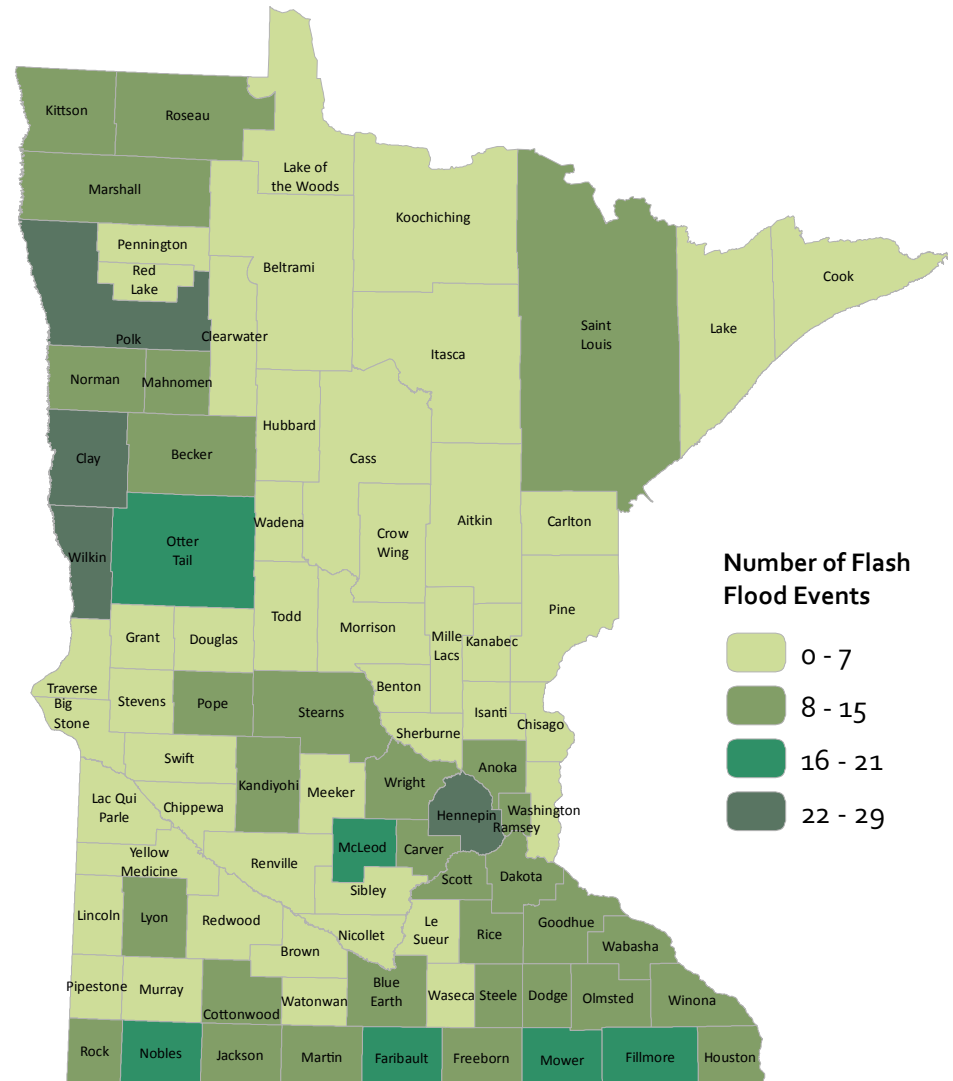 Kittson
Roseau
Lake of
the Woods
Marshall
Koochiching
Pennington
Red
Lake
Beltrami
Cook
Polk
Clearwater
Saint
Louis
Lake
Itasca
Norman
Mahnomen
Hubbard
Clay
Becker
Cass
Wadena
Aitkin
Carlton
Otter
Tail
Crow
Wing
Wilkin
Number of Flash
Flood Events
0 - 7
8 - 15
16 - 21
22 - 29
Todd
Pine
Grant
Douglas
Morrison
Mille
Lacs
Kanabec
Traverse
Big
Stone
Stevens
Pope
Stearns
Benton
Isanti
Chisago
Sherburne
Swift
Kandiyohi
Meeker
Wright
Anoka
Lac Qui
Parle
Chippewa
Hennepin
Washington
Ramsey
Yellow
Medicine
Renville
McLeod
Carver
Scott
Dakota
Sibley
Lincoln
Lyon
Redwood
Nicollet
Le
Sueur
Rice
Goodhue
Wabasha
Brown
Pipestone
Murray
Cottonwood
Watonwan
Blue
Earth
Waseca
Steele
Dodge
Olmsted
Winona
Rock
Nobles
Jackson
Martin
Faribault
Freeborn
Mower
Fillmore
Houston